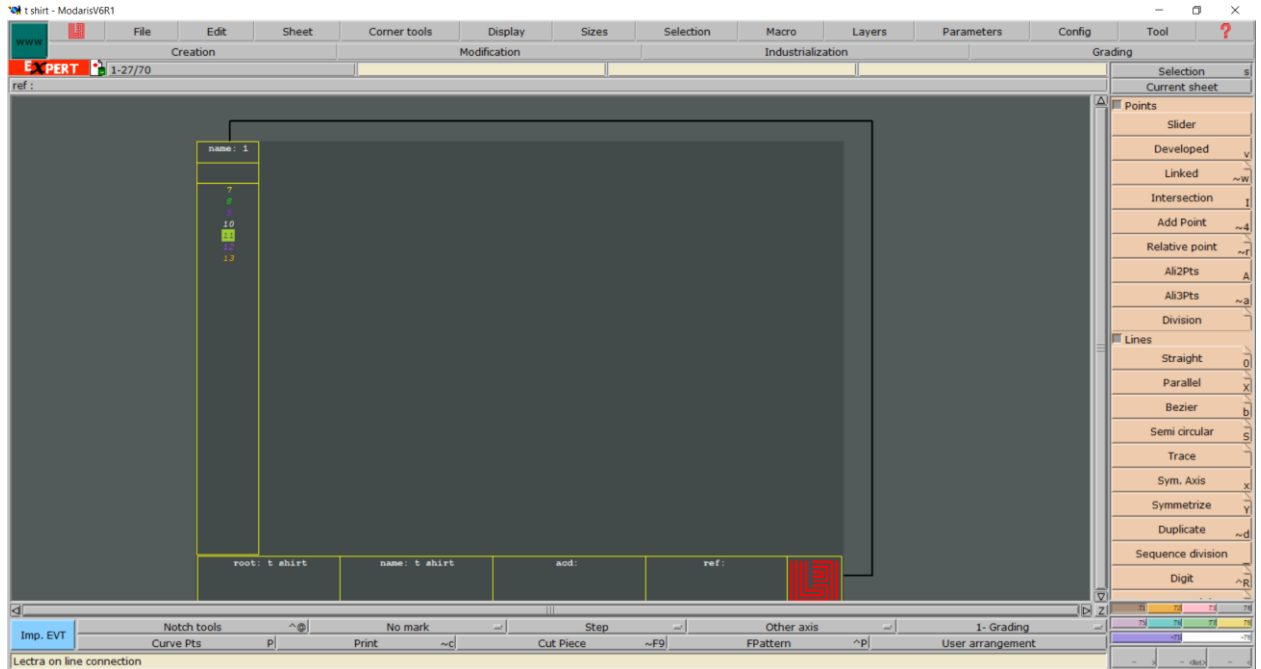 t shirt - ModarisV6R1
www File Edit Sheet Corner tools Display Sizes Selection Macro Layers Parameters Config Tool ?
Creation Modification Industrialization Grading
EXPERT 1-27/70 Selection s
ref : Current sheet
Points
Slider
name: 1
Developed v
Linked ~w
7
8
Intersection I
9
10
Add Point ~4
11
12
Relative point ~r
13
Ali2Pts A
Ali3Pts ~a
Division
Lines
Straight 0
Parallel X
Bezier b
Semi circular S
Trace
Sym. Axis x
Symmetrize Y
Duplicate ~d
Sequence division
root: t shirt name: t shirt acd: ref:
Digit ^R
Z
Imp. EVT Notch tools ^@ No mark Step Other axis 1- Grading
Curve Pts P Print ~c Cut Piece ~F9 FPattern ^P User arrangement
Lectra on line connection